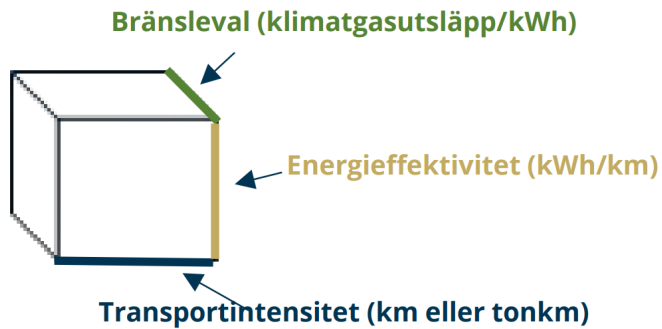 Bränsleval (klimatgasutsläpp/kWh)
Energieffektivitet (kWh/km)
Transportintensitet (km eller tonkm)